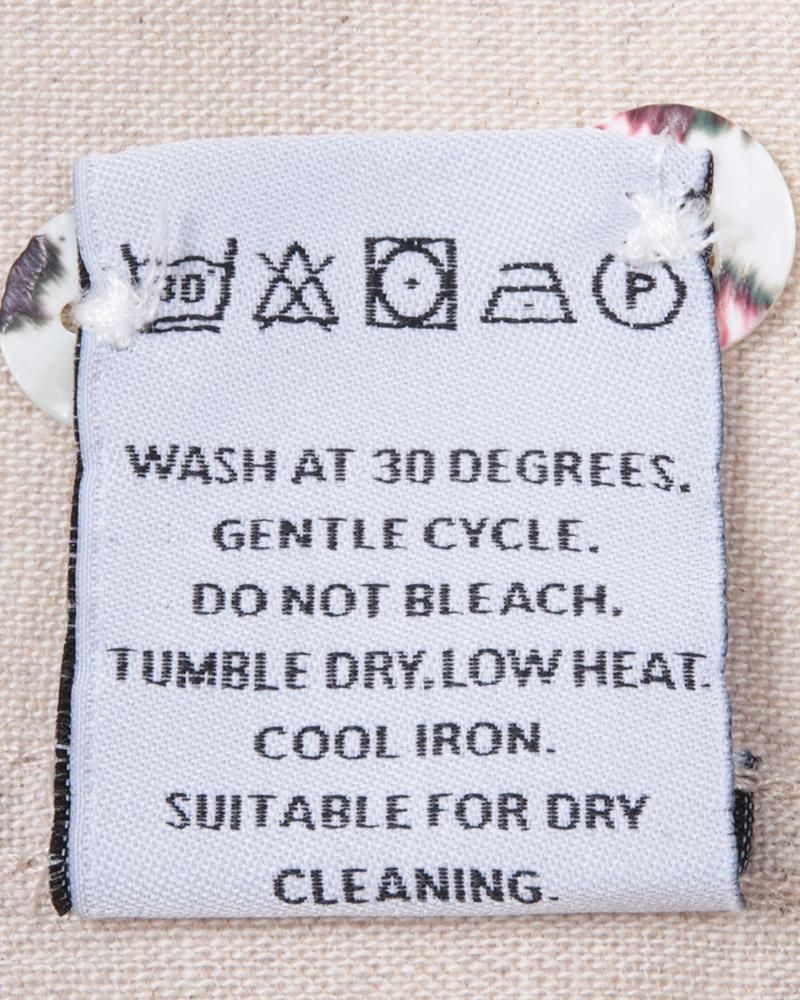 30 P
WASH AT 30 DEGREES.
GENTLE CYCLE.
DO NOT BLEACH.
TUMBLE DRY.LOW HEAT.
COOL IRON.
SUITABLE FOR DRY
CLEANING.